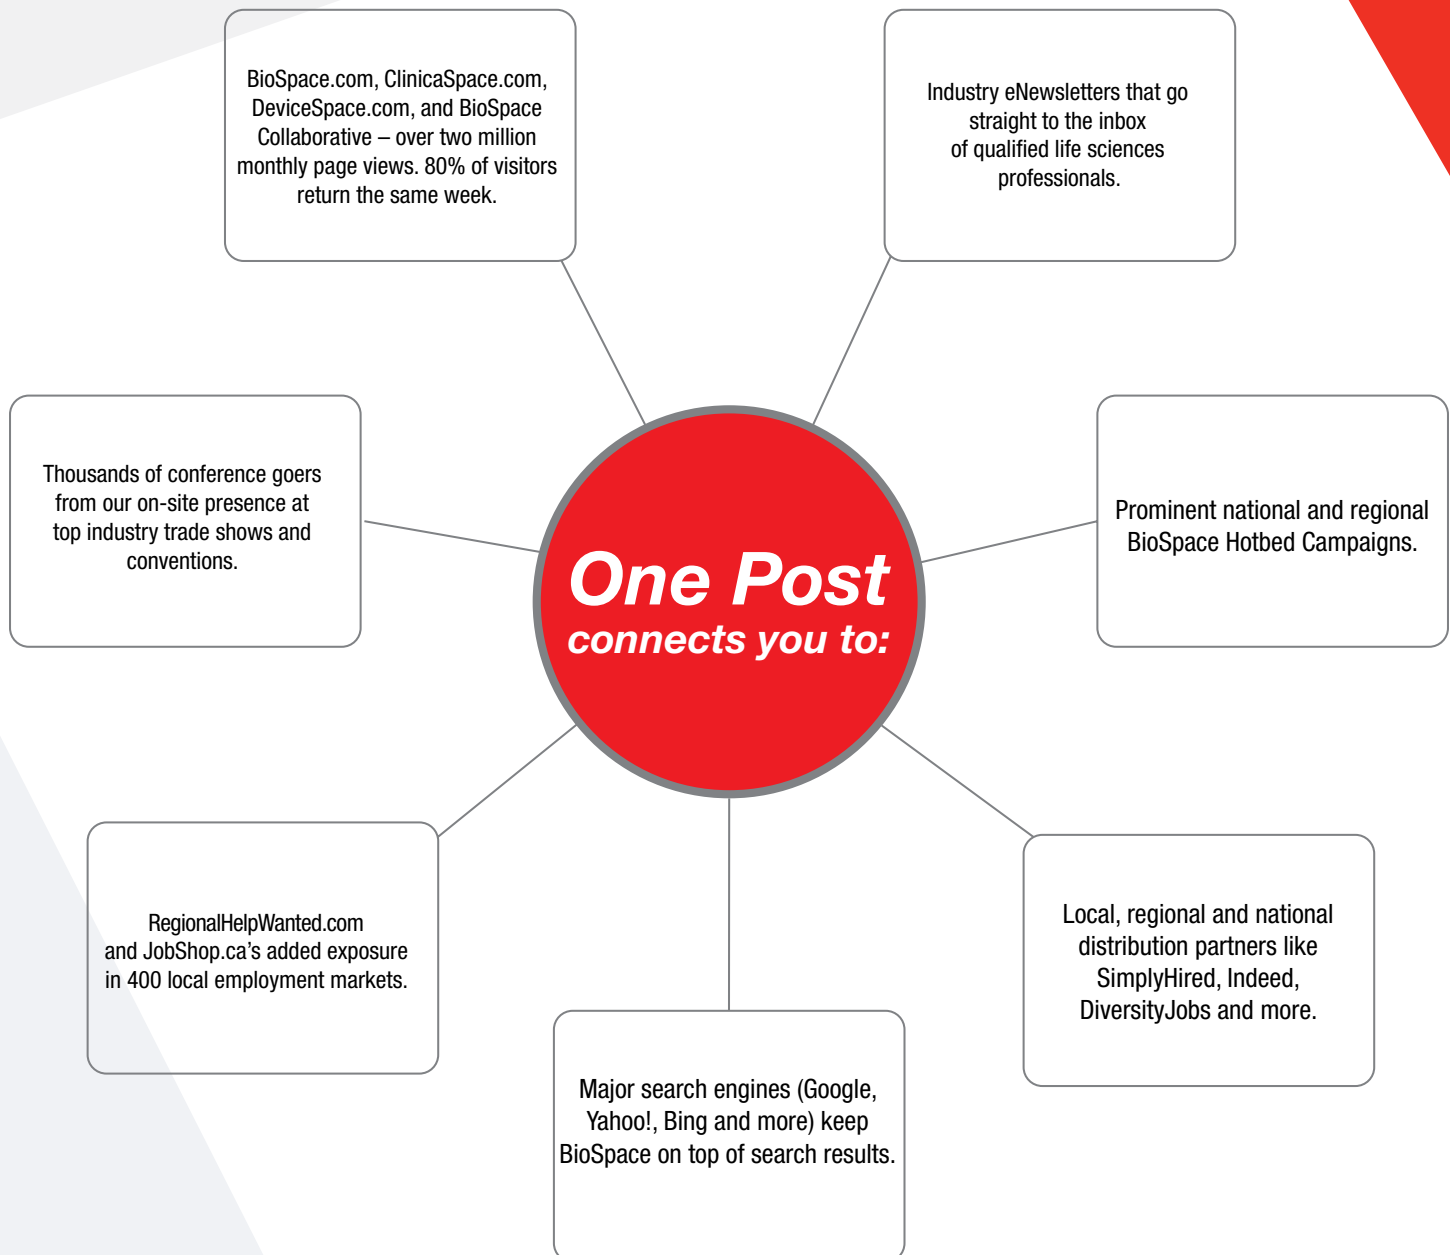 BioSpace.com, ClinicaSpace.com,
DeviceSpace.com, and BioSpace
Collaborative – over two million
monthly page views. 80% of visitors
return the same week.
Industry eNewsletters that go
straight to the inbox
of qualified life sciences
professionals.
Thousands of conference goers
from our on-site presence at
top industry trade shows and
conventions.
One Post
connects you to:
Prominent national and regional
BioSpace Hotbed Campaigns.
RegionalHelpWanted.com
and JobShop.ca’s added exposure
in 400 local employment markets.
Local, regional and national
distribution partners like
SimplyHired, Indeed,
DiversityJobs and more.
Major search engines (Google,
Yahoo!, Bing and more) keep
BioSpace on top of search results.